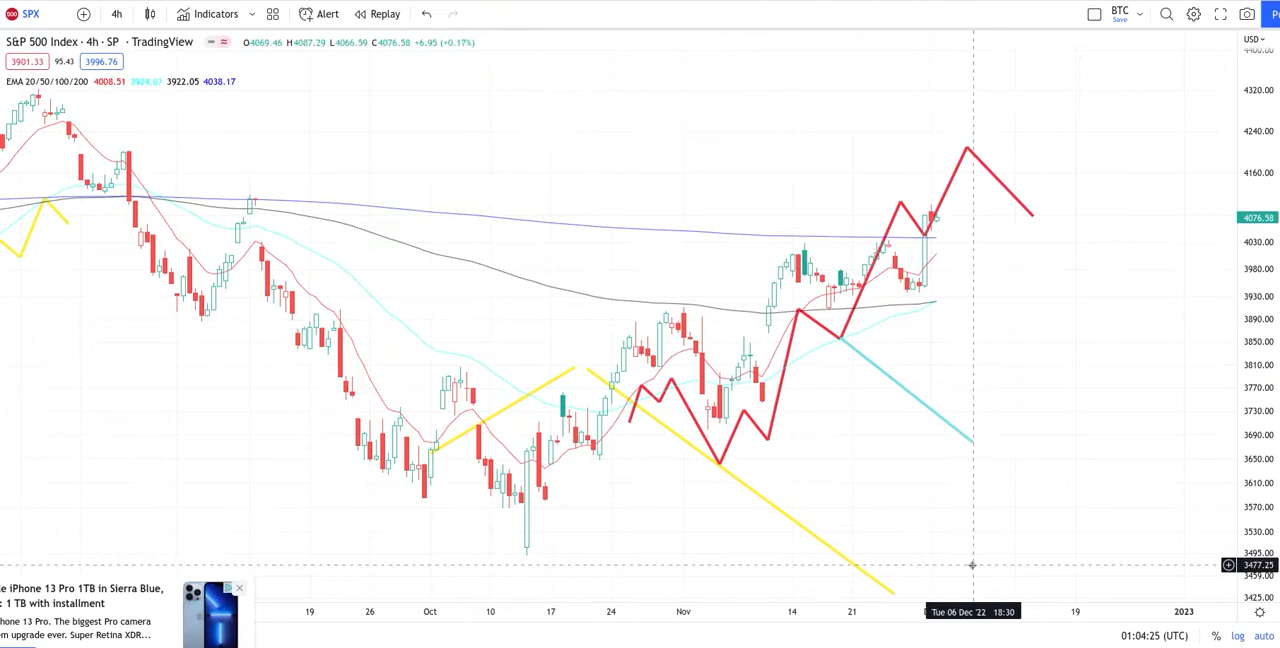 500 SPX 4h Indicators Alert Replay BTC Save
S&P 500 Index · 4h · SP · TradingView O4069.46 H4087.29 L4066.59 C4076.58 +6.95 (+0.17%) USD
3901.33 95.43 3996.76
EMA 20/50/100/200 4008.51 3924.07 3922.05 4038.17
4400.00
4320.00
4240.00
4160.00
4076.58
4030.00
3980.00
3930.00
3890.00
3850.00
3810.00
3770.00
3730.00
3690.00
3650.00
3610.00
3570.00
3530.00
3495.00
3477.25
3459.00
3425.00
iPhone 13 Pro 1TB in Sierra Blue,
: 1 TB with installment
hone 13 Pro. The biggest Pro camera
m upgrade ever. Super Retina XDR...
19 26 Oct 10 17 24 Nov 14 21 Tue 06 Dec '22 18:30 19 2023
01:04:25 (UTC) % log auto